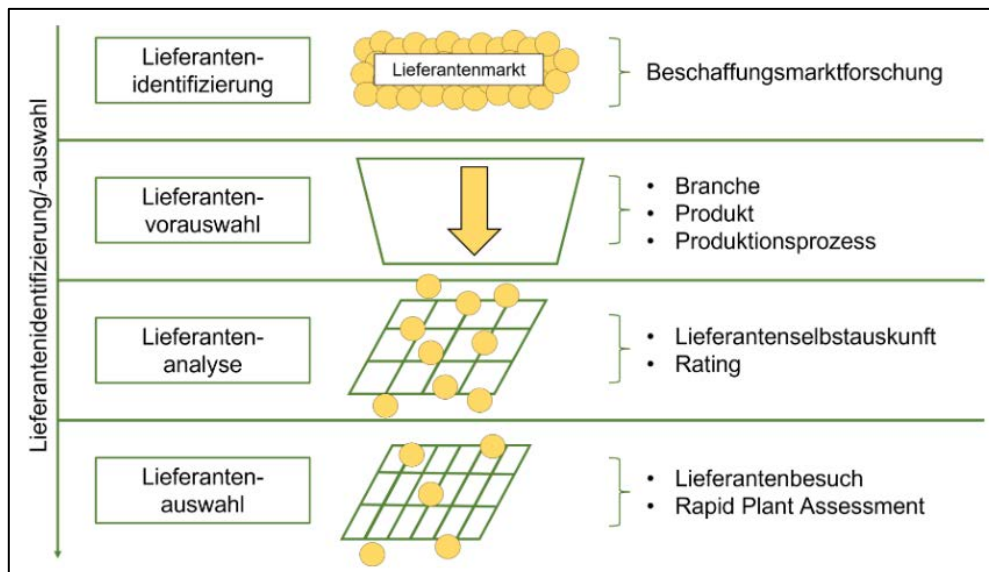 Lieferantenidentifizierung/-auswahl
Lieferanten-
identifizierung
Lieferantenmarkt
Beschaffungsmarktforschung
Lieferanten-
vorauswahl
• Branche
• Produkt
• Produktionsprozess
Lieferanten-
analyse
• Lieferantenselbstauskunft
• Rating
Lieferanten-
auswahl
• Lieferantenbesuch
• Rapid Plant Assessment